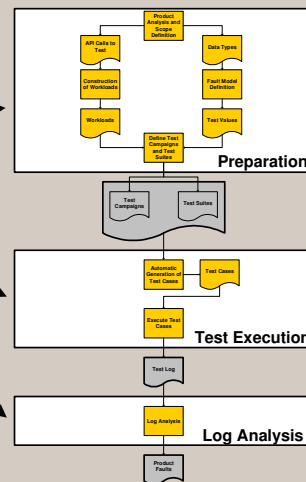 Product
Analysis and
Scope
Definition
API Calls to
Test
Data Types
Construction
of Workloads
Fault Model
Definition
Workloads
Test Values
Define Test
Campaigns
and Test
Suites
Preparation
Test
Campaigns
Test Suites
Automatic
Generation of
Test Cases
Test Cases
Execute Test
Cases
Test Execution
Test Log
Log Analysis
Log Analysis
Product
Faults